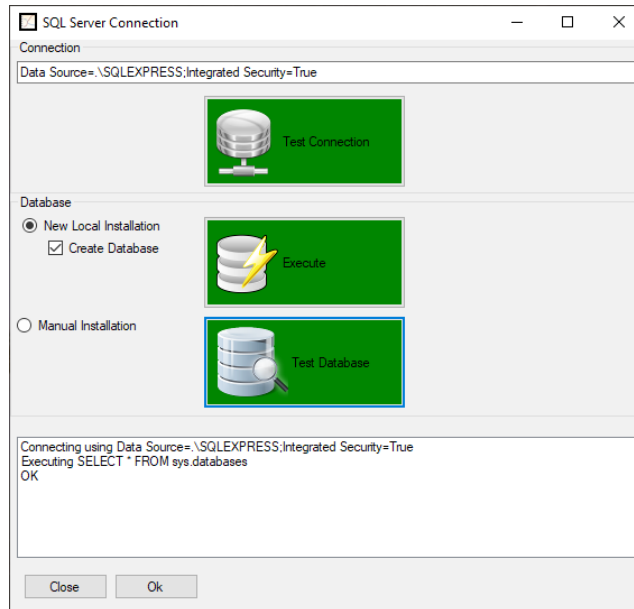 SQL Server Connection
Connection
Data Source=.\SQLEXPRESS;Integrated Security=True
Test Connection
Database
New Local Installation
Create Database
Execute
Manual Installation
Test Database
Connecting using Data Source=.\SQLEXPRESS;Integrated Security=True
Executing SELECT * FROM sys.databases
OK
Close
Ok